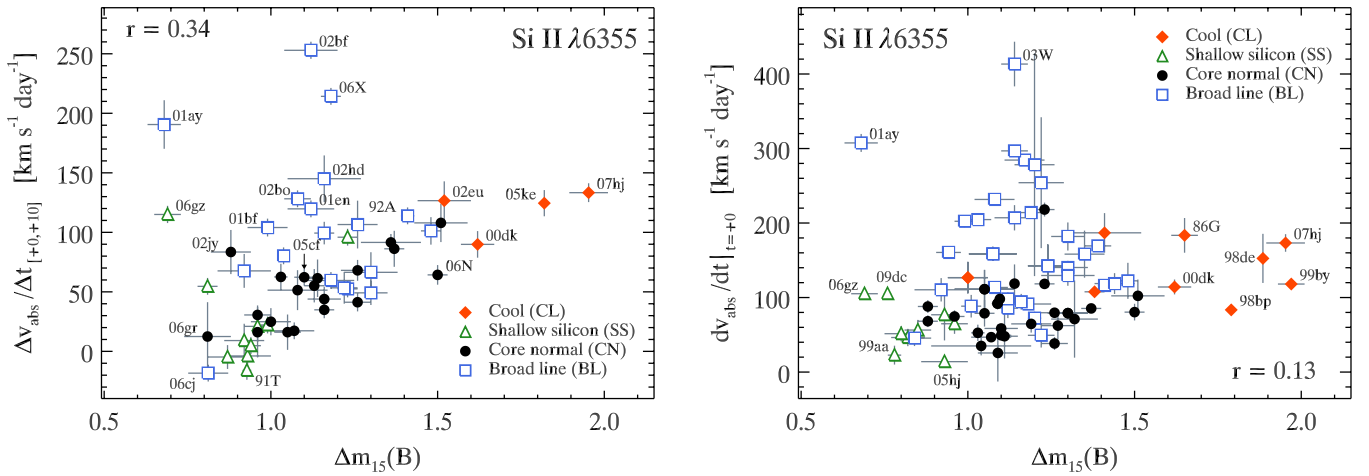 r = 0.34
Si II λ6355
Δv_abs/Δt_[+0,+10] [km s⁻¹ day⁻¹]
250
200
150
100
50
0
02bf
06X
01ay
02hd
02bo
01en
92A
02eu
05ke
07hj
06gz
01bf
02jy
05cf
00dk
06N
06gr
06cj
91T
Cool (CL)
Shallow silicon (SS)
Core normal (CN)
Broad line (BL)
0.5 1.0 1.5 2.0
Δm₁₅(B)
Si II λ6355
Cool (CL)
Shallow silicon (SS)
Core normal (CN)
Broad line (BL)
dv_abs/dt|_t=+0 [km s⁻¹ day⁻¹]
400
300
200
100
0
03W
01ay
86G
07hj
98de
00dk
99by
98bp
06gz
09dc
99aa
05hj
r = 0.13
0.5 1.0 1.5 2.0
Δm₁₅(B)